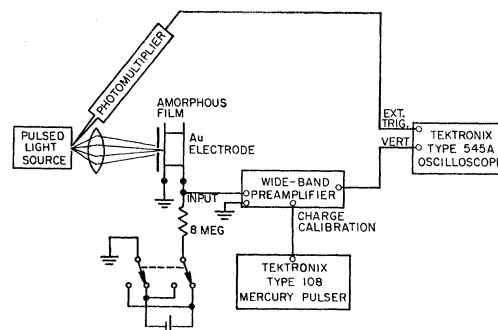 PHOTOMULTIPLIER
AMORPHOUS
FILM
PULSED
LIGHT
SOURCE
Au
ELECTRODE
EXT.
TRIG.
VERT
TEKTRONIX
TYPE 545A
OSCILLOSCOPE
INPUT
WIDE-BAND
PREAMPLIFIER
8 MEG
CHARGE
CALIBRATION
TEKTRONIX
TYPE 108
MERCURY PULSER